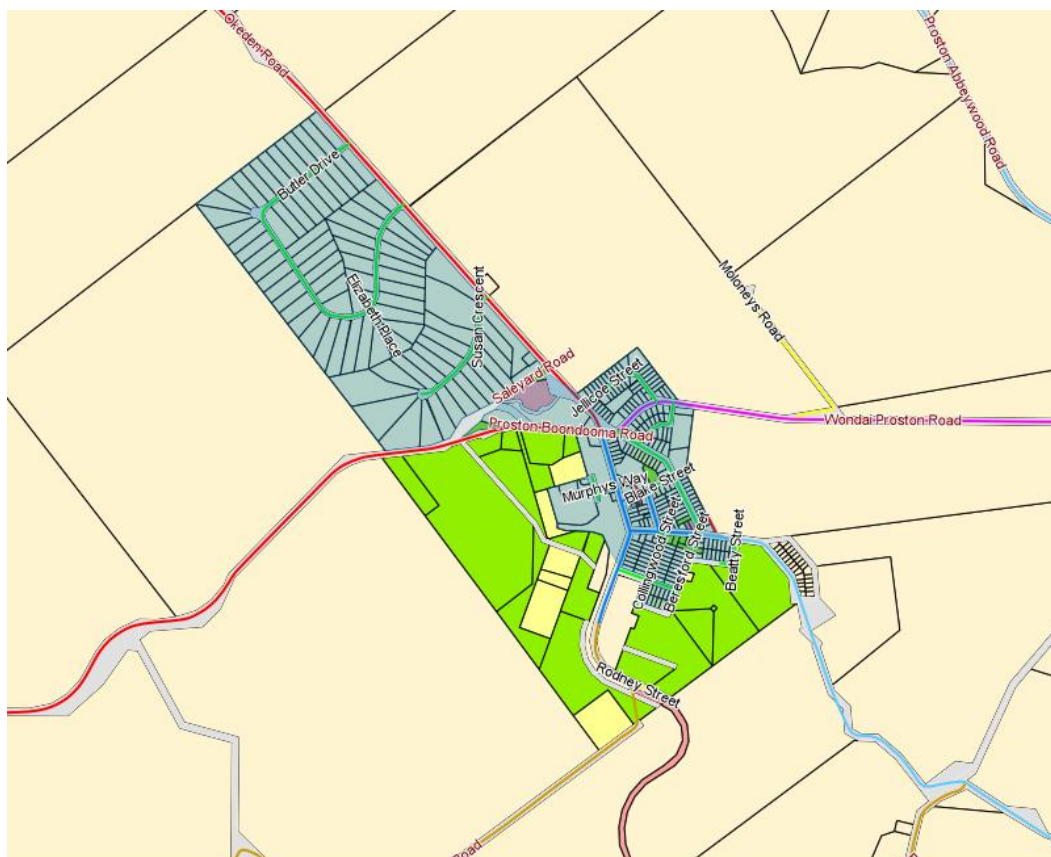 Okeden Road
Proston Abbeywood Road
Butler Drive
Moloneys Road
Elizabeth Place
Susan Crescent
Saleyard Road
Jellicoe Street
Wondai Proston Road
Proston Boondooma Road
Murphys Way
Blake Street
Collingwood Street
Beresford Street
Beatty Street
Rodney Street
Road